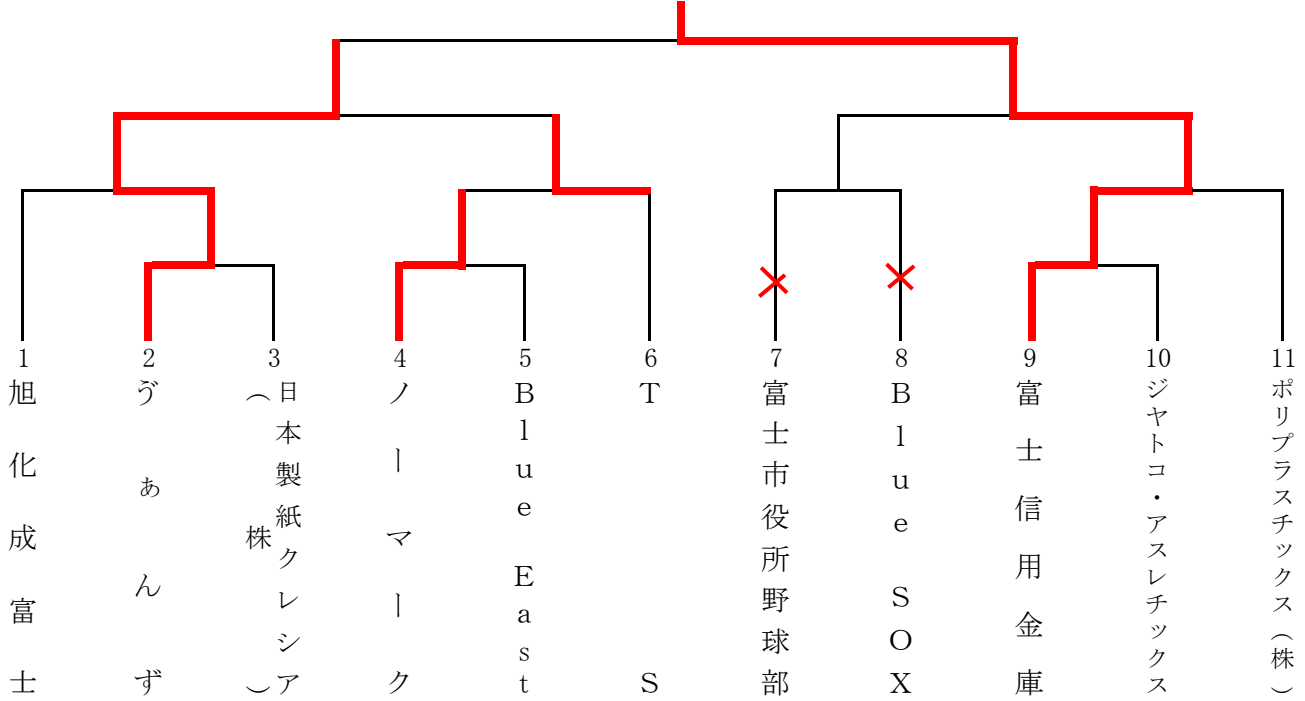 1
2
3
4
5
6
7
8
9
10
11
旭化成富士
ゔぁんず
日本製紙クレシア
（株）
ノーマーク
Blue East
TS
富士市役所野球部
Blue SOX
富士信用金庫
ジヤトコ・アスレチックス
ポリプラスチックス（株）